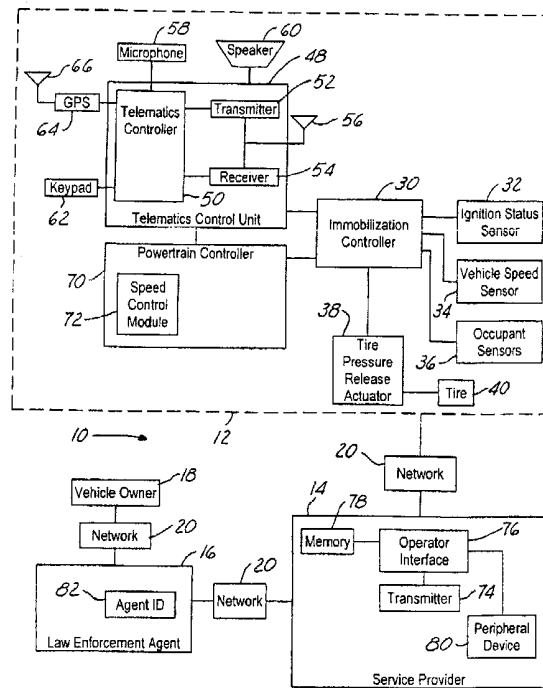 58
60
Microphone
Speaker
48
66
52
Telematics
Controller
Transmitter
56
GPS
64
Receiver
54
30
32
Keypad
62
50
Telematics Control Unit
Immobilization
Controller
Ignition Status
Sensor
Powertrain Controller
70
Vehicle Speed
Sensor
34
Speed
Control
Module
72
38
Tire
Pressure
Release
Actuator
Occupant
Sensors
36
Tire
40
10
12
20
18
Network
Vehicle Owner
14
78
20
Network
76
Memory
Operator
Interface
16
20
82
Agent ID
Network
Transmitter
74
Law Enforcement Agent
80
Peripheral
Device
Service Provider